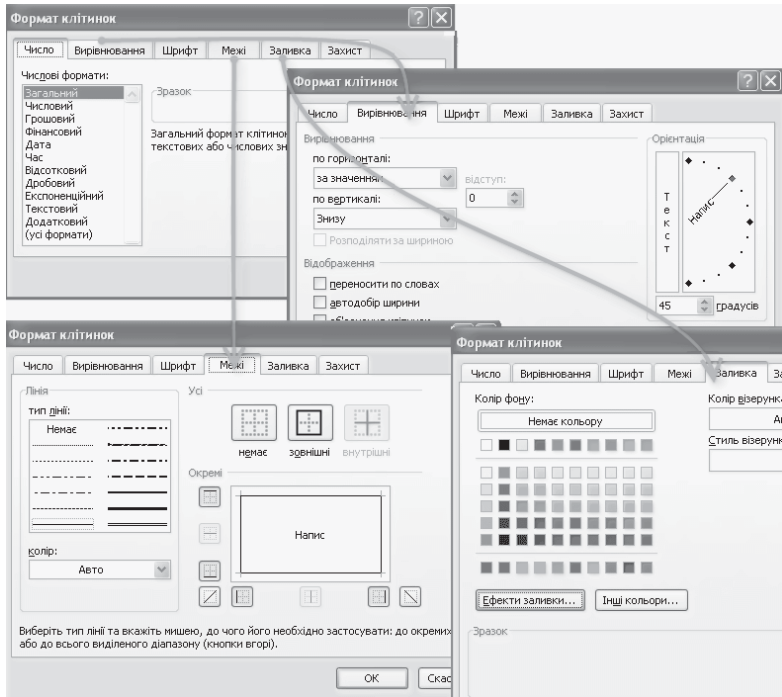 Формат клітинок
Число Вирівнювання Шрифт Межі Заливка Захист
Числові формати:
Загальний
Числовий
Грошовий
Фінансовий
Дата
Час
Відсотковий
Дробовий
Експоненційний
Текстовий
Додатковий
(усі формати)
Зразок
Загальний формат клітинок
текстових або числових зн
Формат клітинок
Число Вирівнювання Шрифт Межі Заливка Захист
Вирівнювання
по горизонталі:
за значенням
відступ:
0
по вертикалі:
Знизу
Розподіляти за шириною
Відображення
переносити по словах
автодобір ширини
Орієнтація
Текст
Напис
45 градусів
Формат клітинок
Число Вирівнювання Шрифт Межі Заливка Захист
Лінія
тип лінії:
Немає
колір:
Авто
Усі
немає зовнішні внутрішні
Окремі
Напис
Виберіть тип лінії та вкажіть мишею, до чого його необхідно застосувати: до окремих
або до всього виділеного діапазону (кнопки вгорі).
OK Скас
Формат клітинок
Число Вирівнювання Шрифт Межі Заливка За
Колір фону:
Немає кольору
Колір візерунка
Ав
Стиль візерунк
Ефекти заливки... Інші кольори...
Зразок